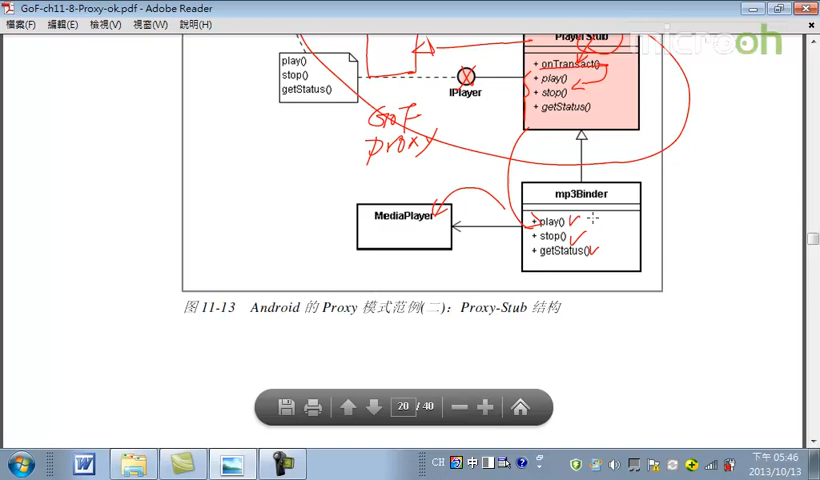 GoF-ch11-8-Proxy-ok.pdf - Adobe Reader
檔案(F) 編輯(E) 檢視(V) 視窗(W) 說明(H)
microoh
PlayerStub
play()
stop()
getStatus()
IPlayer
+ onTransact()
+ play()
+ stop()
+ getStatus()
GoF
Proxy
mp3Binder
MediaPlayer
+ play()
+ stop()
+ getStatus()
图 11-13 Android 的 Proxy 模式范例(二)：Proxy-Stub 结构
20 / 40
CH 中
下午 05:46
2013/10/13